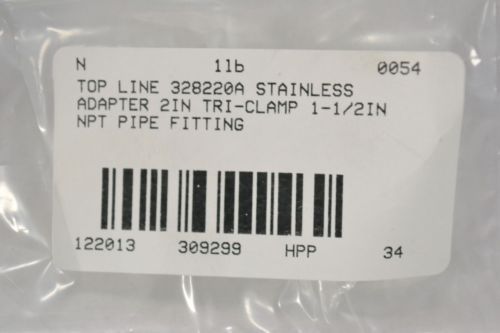 N 1lb 0054
TOP LINE 328220A STAINLESS
ADAPTER 2IN TRI-CLAMP 1-1/2IN
NPT PIPE FITTING
122013 309299 HPP 34